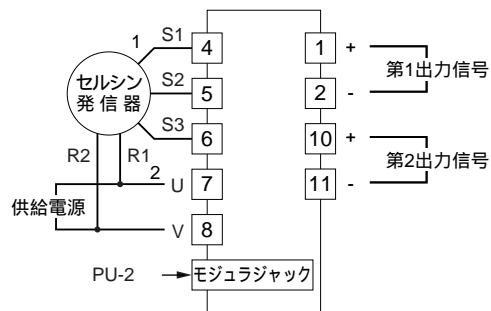 1
S1
4
セルシン
発信器
S2
5
S3
6
R2
R1
2
U
7
供給電源
V
8
PU-2
モジュラジャック
1
+
第1出力信号
2
-
10
+
第2出力信号
11
-